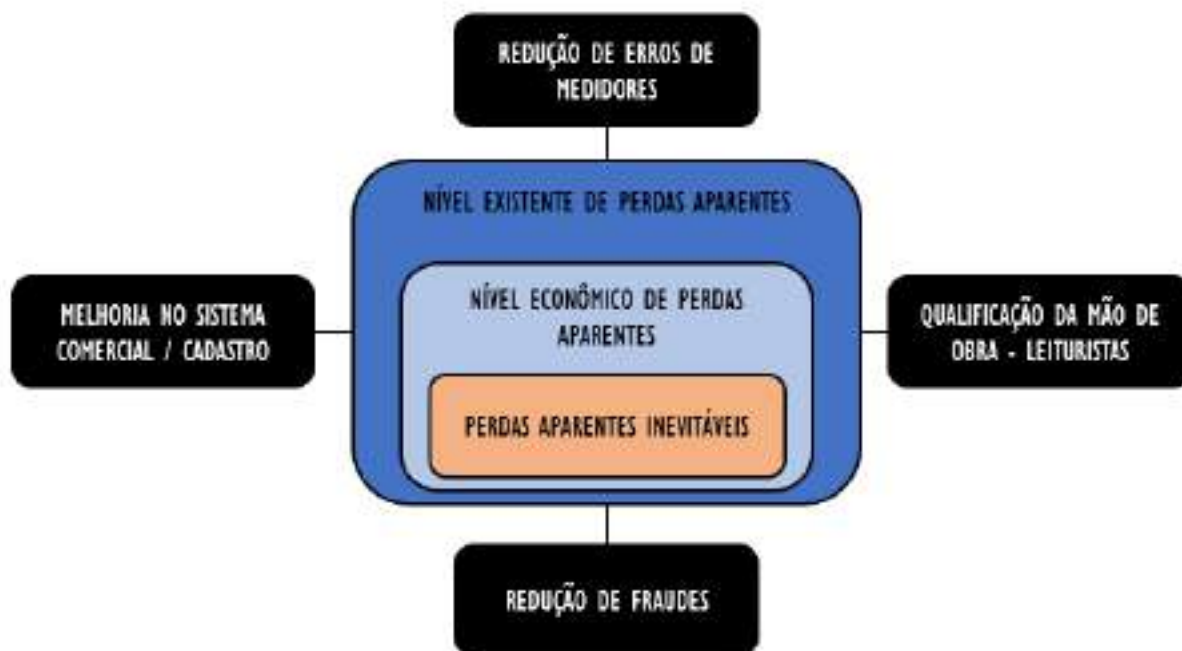 REDUÇÃO DE ERROS DE
MEDIDORES
NÍVEL EXISTENTE DE PERDAS APARENTES
NÍVEL ECONÔMICO DE PERDAS
APARENTES
PERDAS APARENTES INEVITÁVEIS
MELHORIA NO SISTEMA
COMERCIAL / CADASTRO
QUALIFICAÇÃO DA MÃO DE
OBRA - LEITURISTAS
REDUÇÃO DE FRAUDES